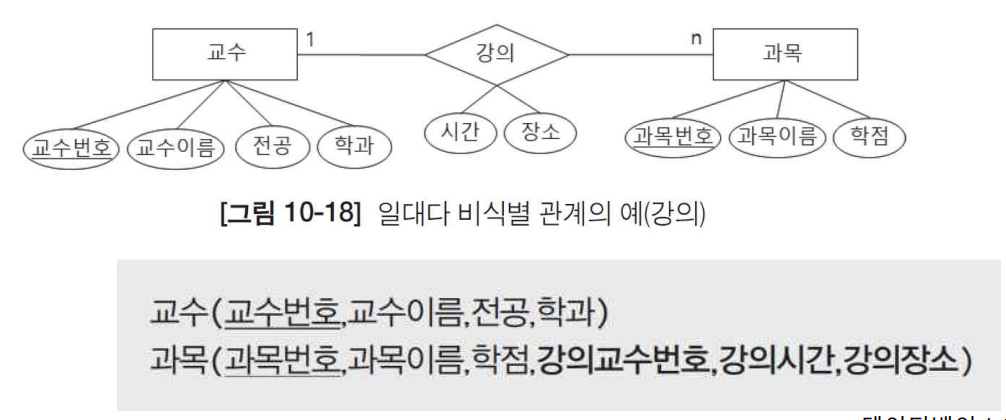 교수 1 강의 n 과목
교수번호 교수이름 전공 학과 시간 장소 과목번호 과목이름 학점
[그림 10-18] 일대다 비식별 관계의 예(강의)
교수(교수번호,교수이름,전공,학과)
과목(과목번호,과목이름,학점,강의교수번호,강의시간,강의장소)